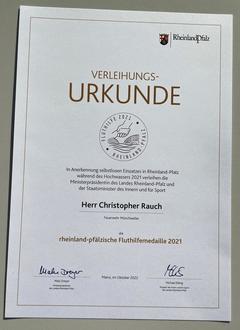 RheinlandPfalz
VERLEIHUNGS-
URKUNDE
FLUTHILFE 2021
RHEINLAND-PFALZ
In Anerkennung selbstlosen Einsatzes in Rheinland-Pfalz
während des Hochwassers 2021 verleihen die
Ministerpräsidentin des Landes Rheinland-Pfalz und
der Staatsminister des Innern und für Sport
Herr Christopher Rauch
Feuerwehr Münchweiler
die
rheinland-pfälzische Fluthilfemedaille 2021
Malu Dreyer
Mainz, im Oktober 2022